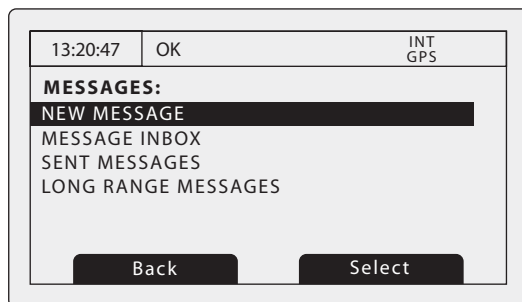 13:20:47 OK INT
GPS
MESSAGES:
NEW MESSAGE
MESSAGE INBOX
SENT MESSAGES
LONG RANGE MESSAGES
Back Select